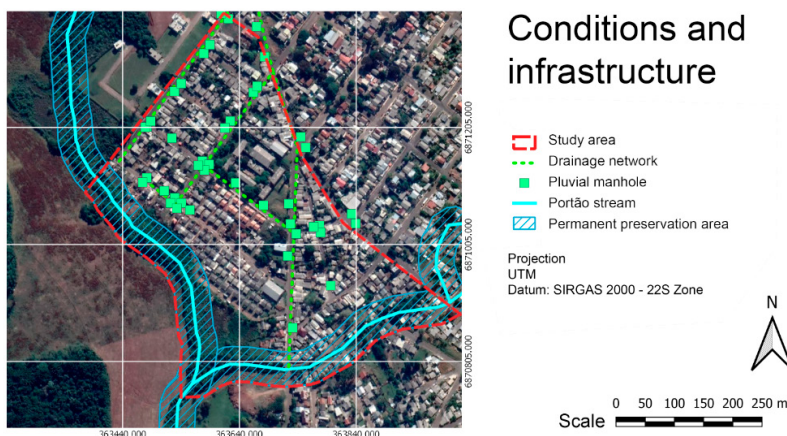 Conditions and
infrastructure
Study area
Drainage network
Pluvial manhole
Portão stream
Permanent preservation area
Projection
UTM
Datum: SIRGAS 2000 - 22S Zone
N
0 50 100 150 200 250 m
Scale
6871205.000
6871005.000
6870805.000
363440.000 363640.000 363840.000